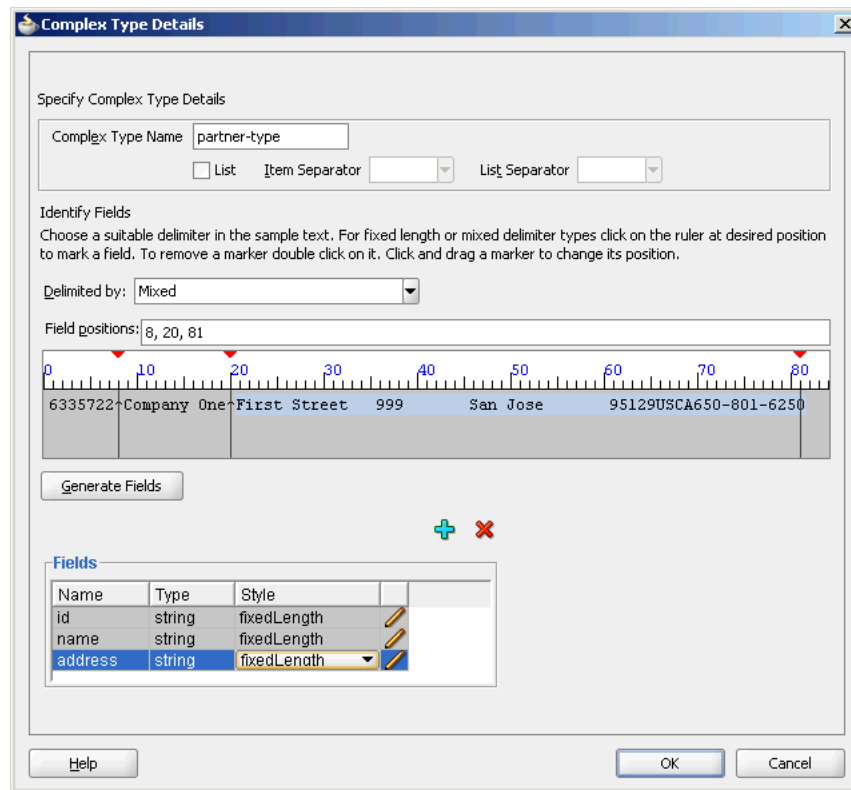 Complex Type Details
Specify Complex Type Details
Complex Type Name partner-type
List Item Separator List Separator
Identify Fields
Choose a suitable delimiter in the sample text. For fixed length or mixed delimiter types click on the ruler at desired position
to mark a field. To remove a marker double click on it. Click and drag a marker to change its position.
Delimited by: Mixed
Field positions: 8, 20, 81
0 10 20 30 40 50 60 70 80
6335722^Company One^First Street 999 San Jose 95129USCA650-801-6250
Generate Fields
Fields
Name Type Style
id string fixedLength
name string fixedLength
address string fixedLength
Help OK Cancel